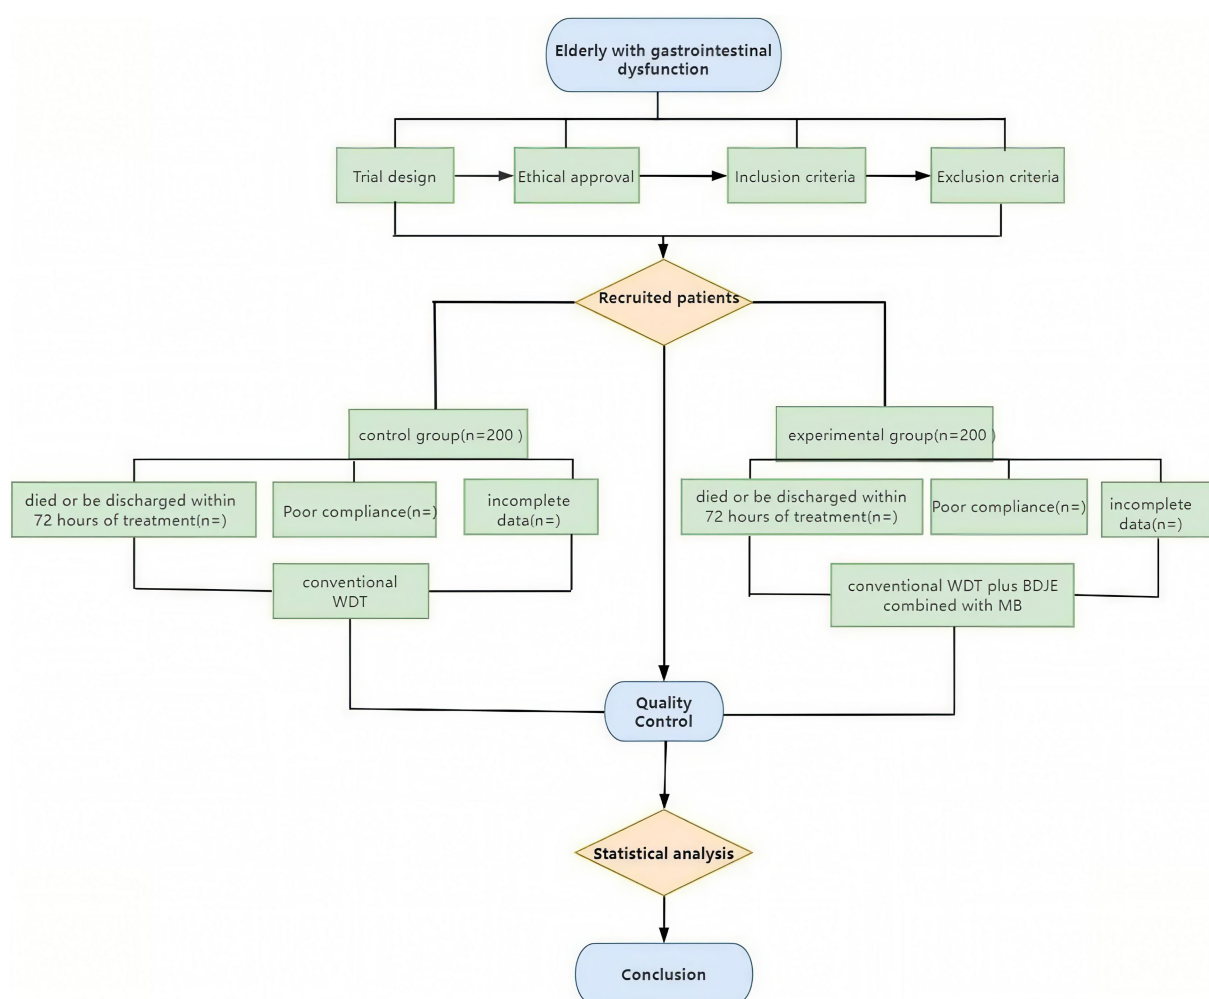 Elderly with gastrointestinal
dysfunction
Trial design
Ethical approval
Inclusion criteria
Exclusion criteria
Recruited patients
control group(n=200 )
experimental group(n=200 )
died or be discharged within
72 hours of treatment(n=)
Poor compliance(n=)
incomplete
data(n=)
died or be discharged within
72 hours of treatment(n=)
Poor compliance(n=)
incomplete
data(n=)
conventional
WDT
conventional WDT plus BDJE
combined with MB
Quality
Control
Statistical analysis
Conclusion